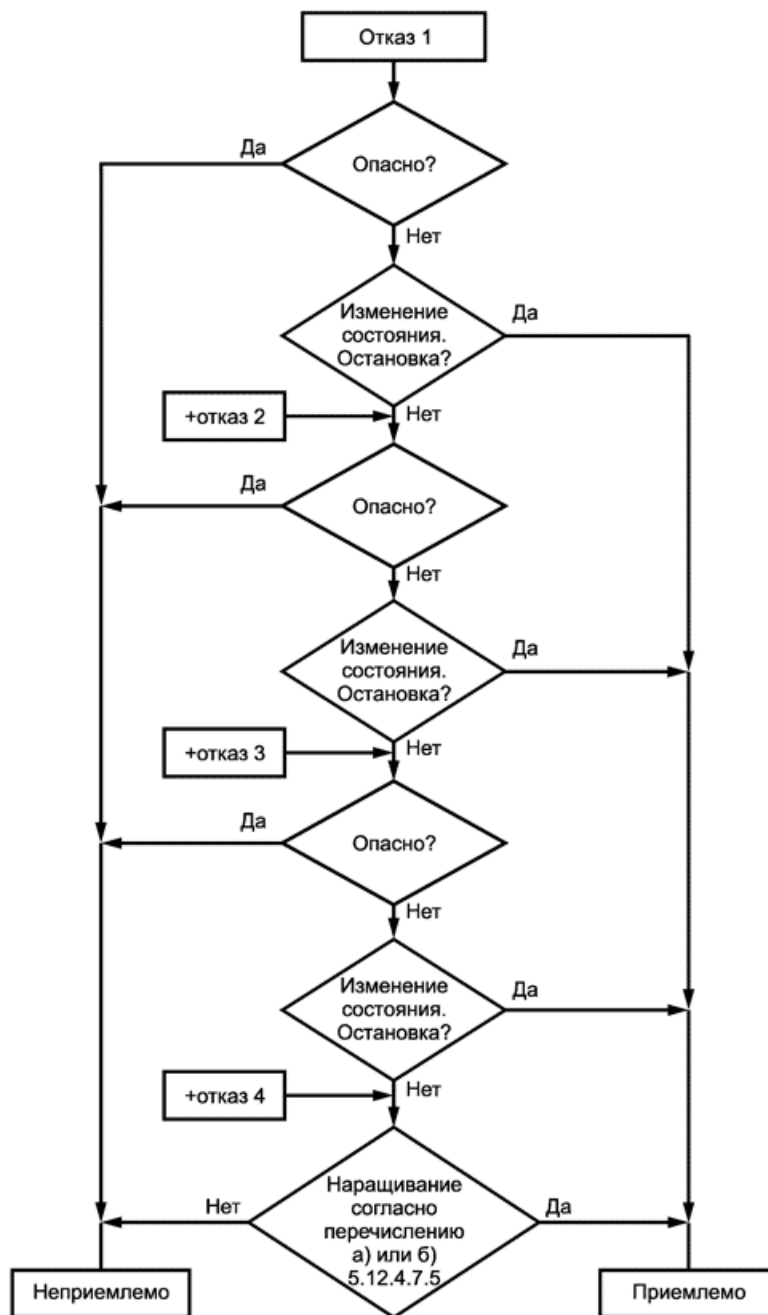 Отказ 1
Да
Опасно?
Нет
Изменение
состояния.
Остановка?
Да
+отказ 2
Нет
Да
Опасно?
Нет
Изменение
состояния.
Остановка?
Да
+отказ 3
Нет
Да
Опасно?
Нет
Изменение
состояния.
Остановка?
Да
+отказ 4
Нет
Нет
Наращивание
согласно
перечислению
а) или б)
5.12.4.7.5
Да
Неприемлемо
Приемлемо